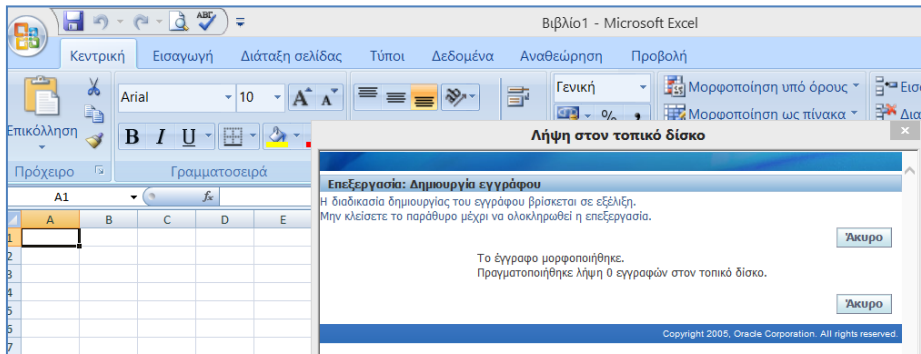 Βιβλίο1 - Microsoft Excel
Κεντρική Εισαγωγή Διάταξη σελίδας Τύποι Δεδομένα Αναθεώρηση Προβολή
Arial 10 A A Γενική Μορφοποίηση υπό όρους
Επικόλληση B I U % Μορφοποίηση ως πίνακα
Πρόχειρο Γραμματοσειρά
Λήψη στον τοπικό δίσκο
A1 fx
A B C D E
1
2
3
4
5
6
7
Επεξεργασία: Δημιουργία εγγράφου
Η διαδικασία δημιουργίας του εγγράφου βρίσκεται σε εξέλιξη.
Μην κλείσετε το παράθυρο μέχρι να ολοκληρωθεί η επεξεργασία.
Άκυρο
Το έγγραφο μορφοποιήθηκε.
Πραγματοποιήθηκε λήψη 0 εγγραφών στον τοπικό δίσκο.
Άκυρο
Copyright 2005, Oracle Corporation. All rights reserved.